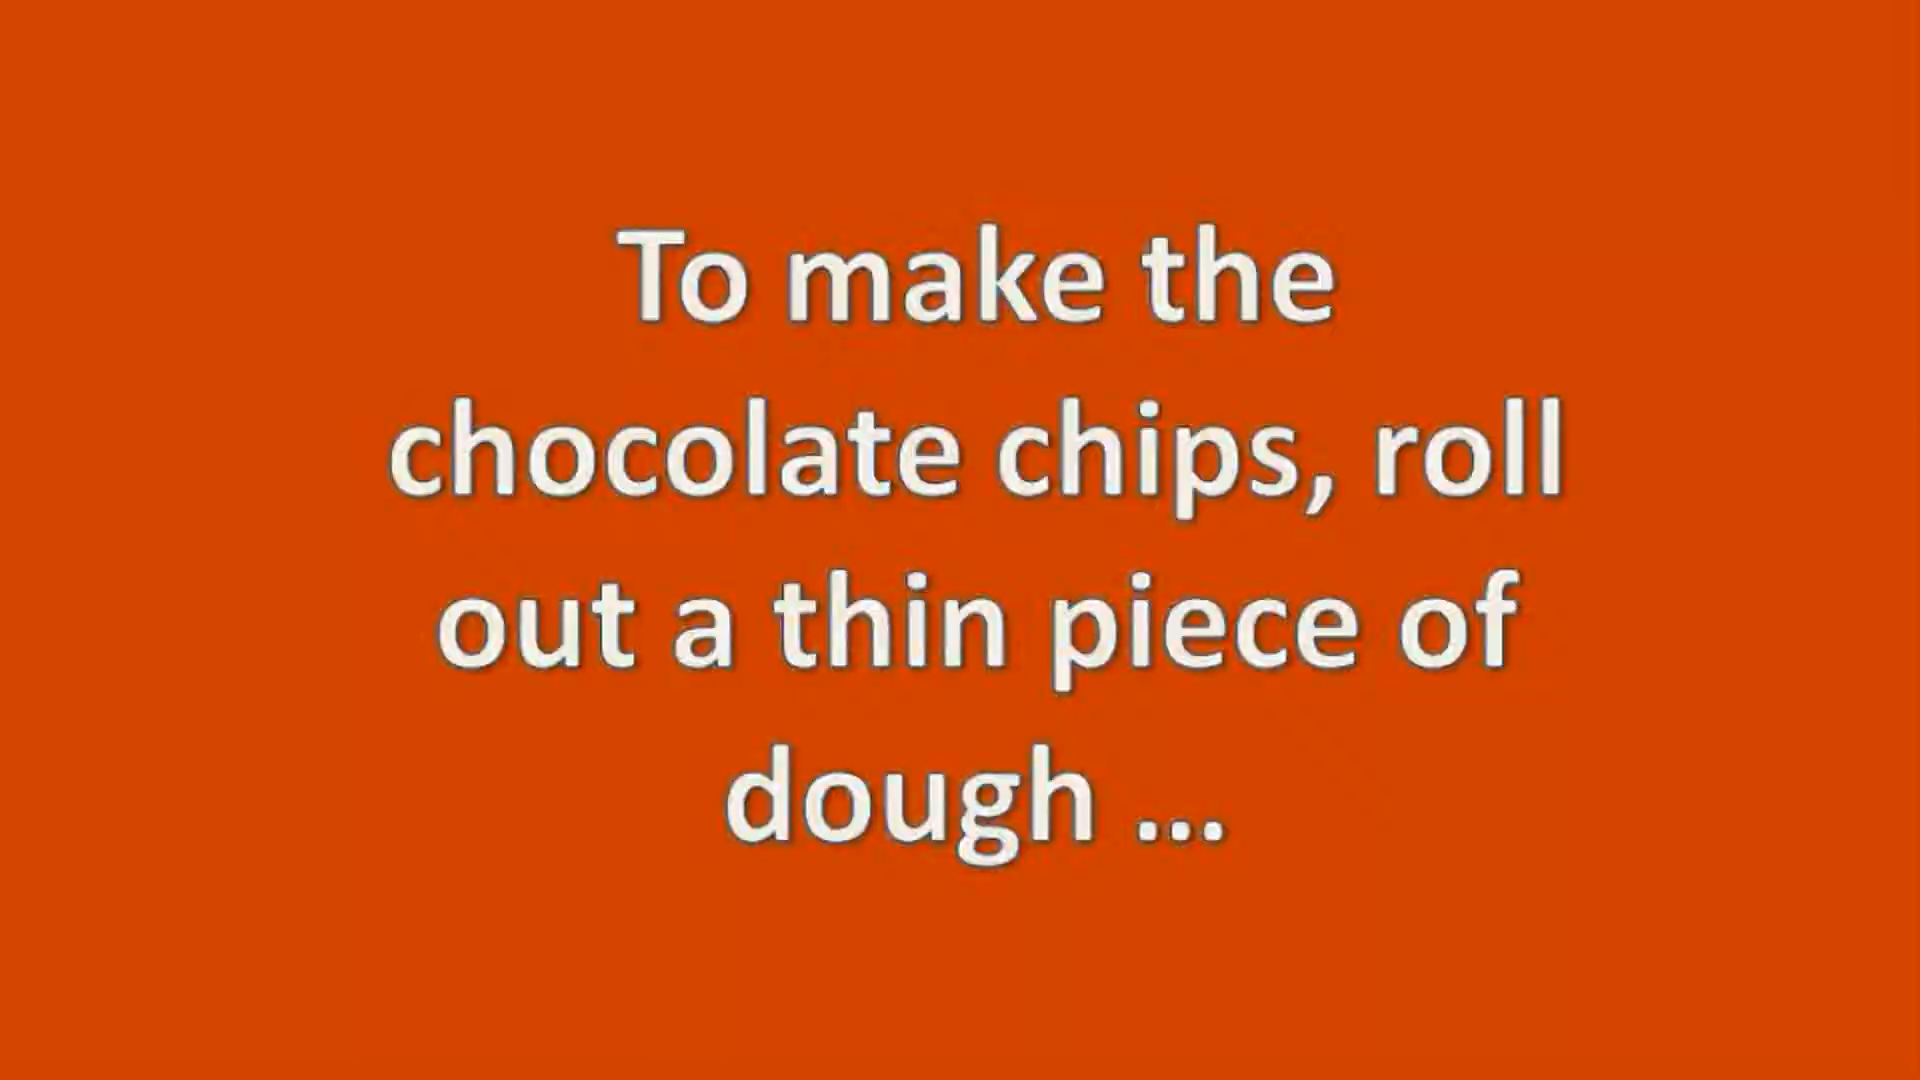 To make the
chocolate chips, roll
out a thin piece of
dough ...